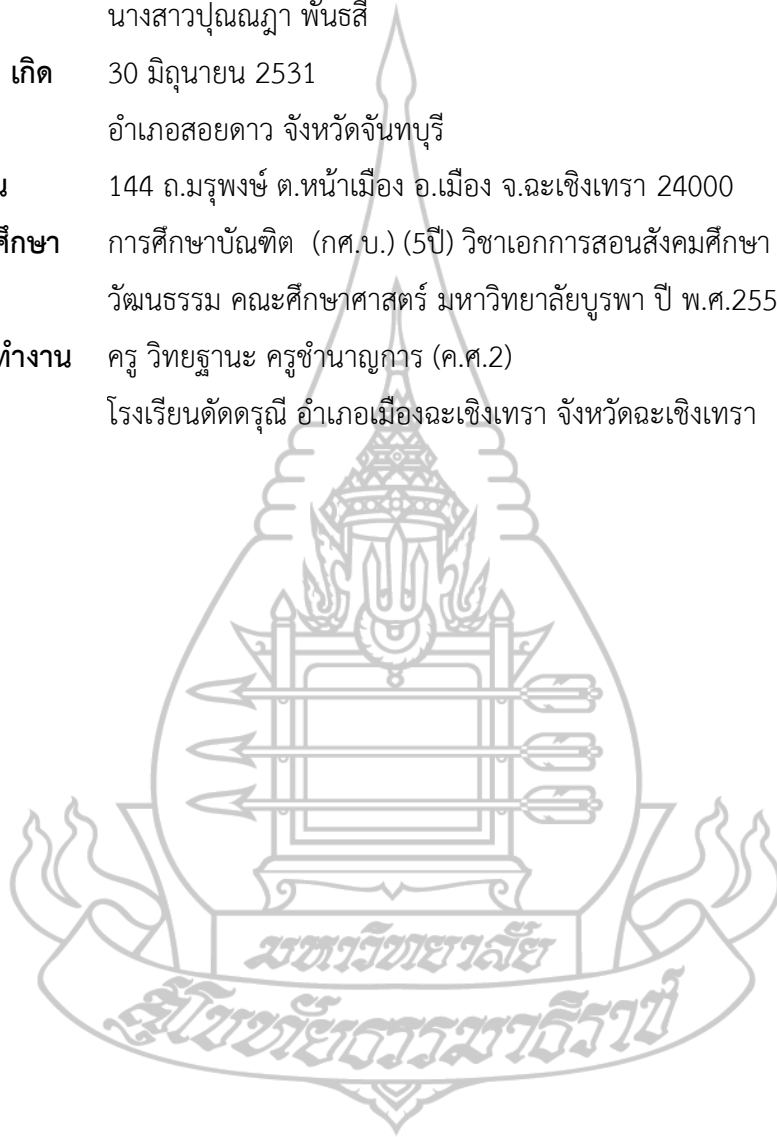 นางสาวปุณณฎา พันธสี
เกิด 30 มิถุนายน 2531
อำเภอสอยดาว จังหวัดจันทบุรี
144 ถ.มรุพงษ์ ต.หน้าเมือง อ.เมือง จ.ฉะเชิงเทรา 24000
การศึกษาบัณฑิต (กศ.บ.) (5ปี) วิชาเอกการสอนสังคมศึกษา
วัฒนธรรม คณะศึกษาศาสตร์ มหาวิทยาลัยบูรพา ปี พ.ศ.255
ทำงาน ครู วิทยฐานะ ครูชำนาญการ (ค.ศ.2)
โรงเรียนดัดดรุณี อำเภอเมืองฉะเชิงเทรา จังหวัดฉะเชิงเทรา
มหาวิทยาลัย
สุโขทัยธรรมาธิราช